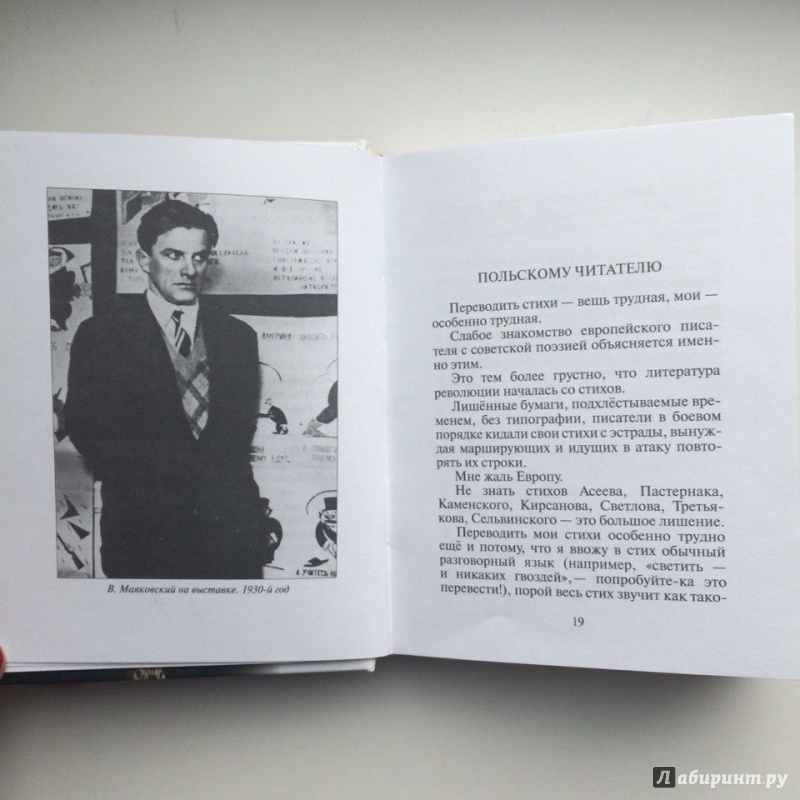 В. Маяковский на выставке. 1930-й год
ПОЛЬСКОМУ ЧИТАТЕЛЮ
Переводить стихи — вещь трудная, мои —
особенно трудная.
Слабое знакомство европейского писа-
теля с советской поэзией объясняется имен-
но этим.
Это тем более грустно, что литература
революции началась со стихов.
Лишённые бумаги, подхлёстываемые вре-
менем, без типографии, писатели в боевом
порядке кидали свои стихи с эстрады, вынуж-
дая марширующих и идущих в атаку повто-
рять их строки.
Мне жаль Европу.
Не знать стихов Асеева, Пастернака,
Каменского, Кирсанова, Светлова, Третья-
кова, Сельвинского — это большое лишение.
Переводить мои стихи особенно трудно
ещё и потому, что я ввожу в стих обычный
разговорный язык (например, «светить —
и никаких гвоздей», — попробуйте-ка это
перевести!), порой весь стих звучит как тако-
19
Лабиринт.ру